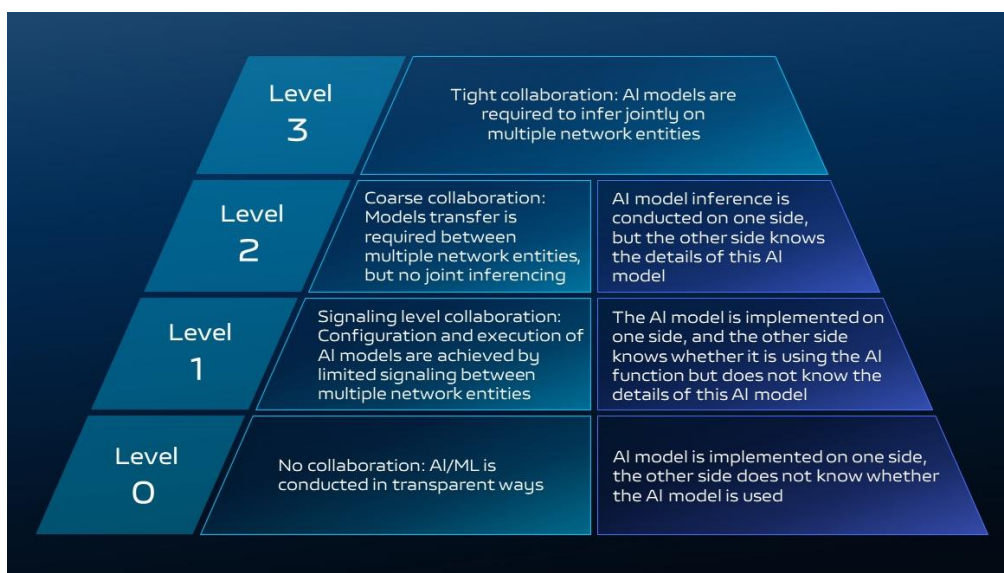 Level
3
Tight collaboration: AI models are
required to infer jointly on
multiple network entities
Level
2
Coarse collaboration:
Models transfer is
required between
multiple network entities,
but no joint inferencing
AI model inference is
conducted on one side,
but the other side knows
the details of this AI
model
Level
1
Signaling level collaboration:
Configuration and execution of
AI models are achieved by
limited signaling between
multiple network entities
The AI model is implemented on
one side, and the other side
knows whether it is using the AI
function but does not know the
details of this AI model
Level
0
No collaboration: AI/ML is
conducted in transparent ways
AI model is implemented on one side,
the other side does not know whether
the AI model is used